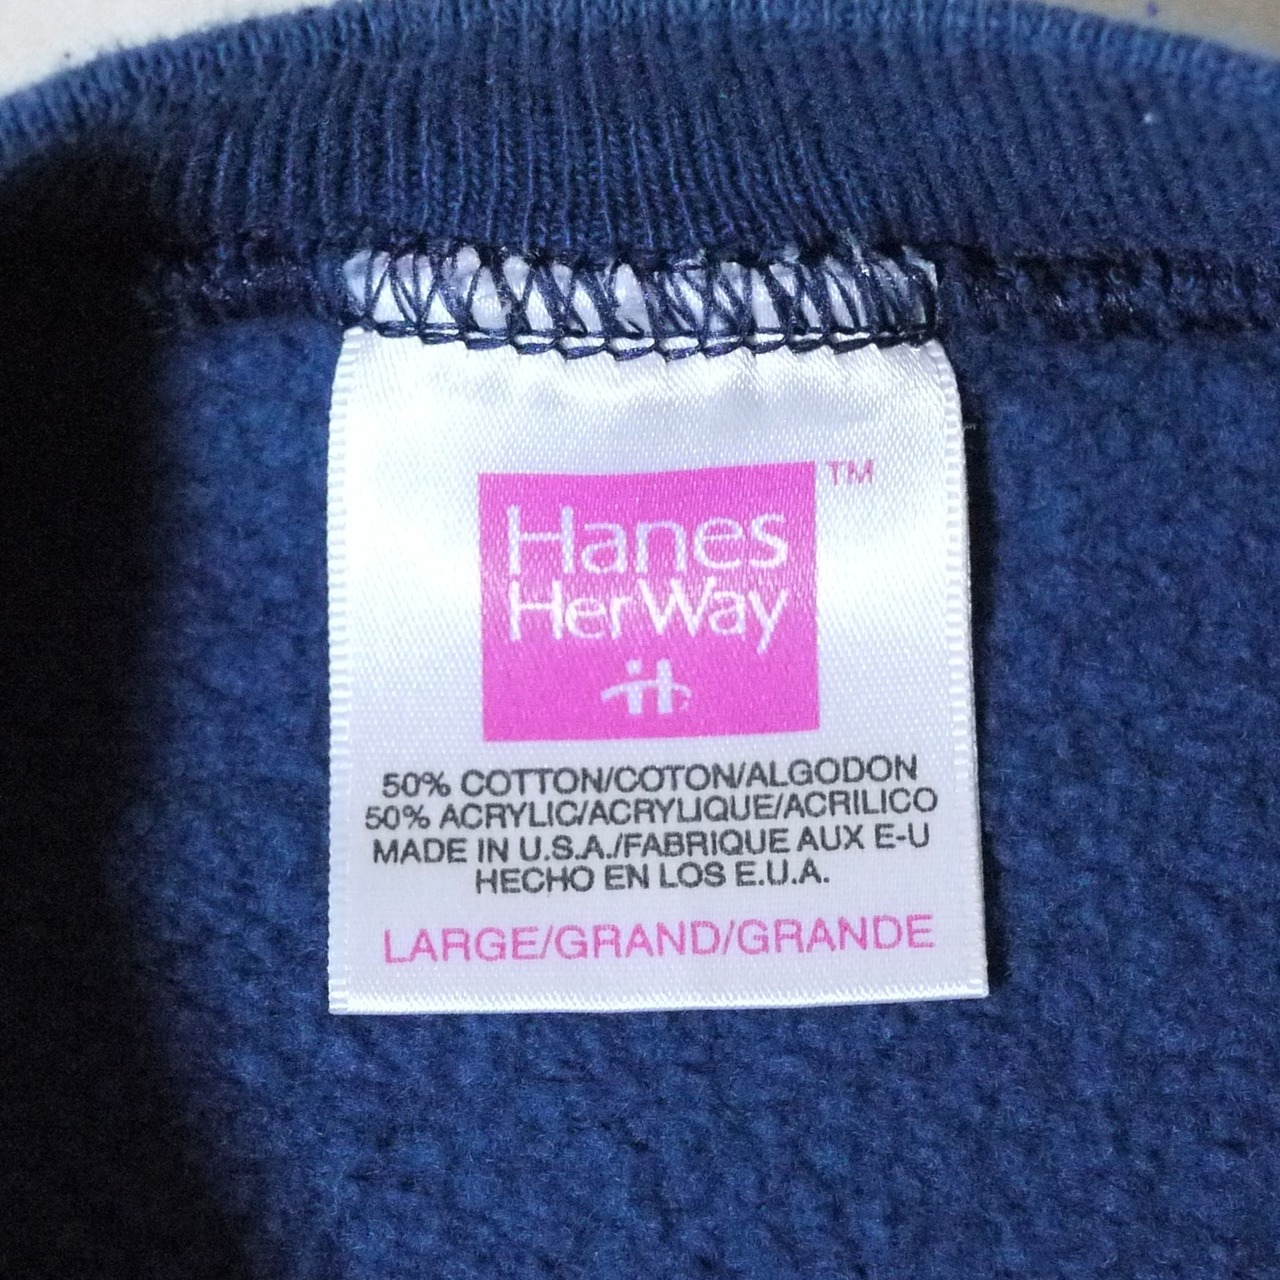 Hanes
HerWay
TM
50% COTTON/COTON/ALGODON
50% ACRYLIC/ACRYLIQUE/ACRILICO
MADE IN U.S.A./FABRIQUE AUX E-U
HECHO EN LOS E.U.A.
LARGE/GRAND/GRANDE